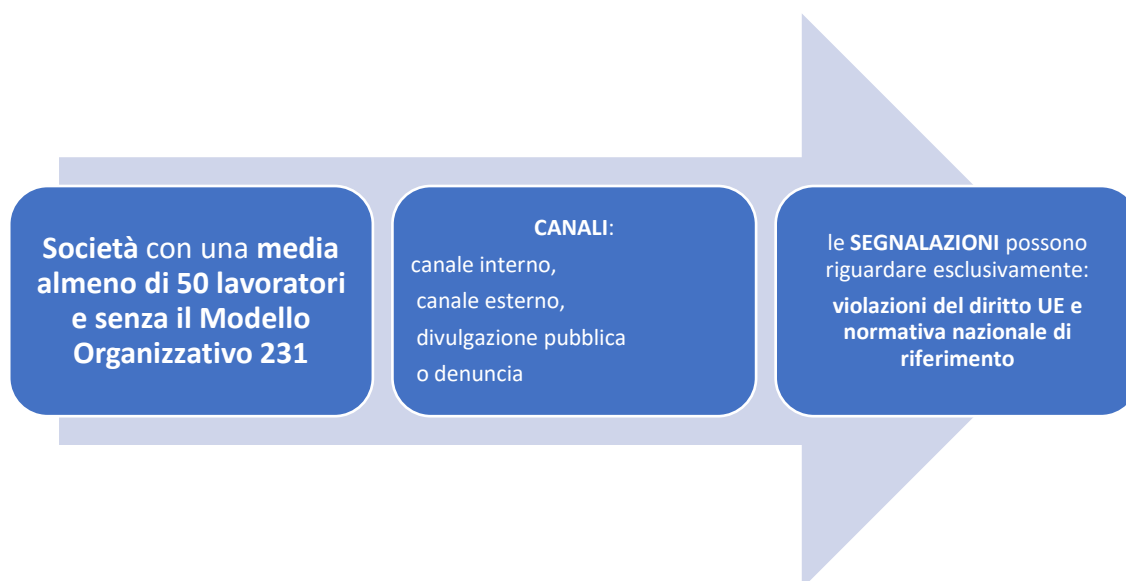 Società con una media
almeno di 50 lavoratori
e senza il Modello
Organizzativo 231
CANALI:
canale interno,
canale esterno,
divulgazione pubblica
o denuncia
le SEGNALAZIONI possono
riguardare esclusivamente:
violazioni del diritto UE e
normativa nazionale di
riferimento